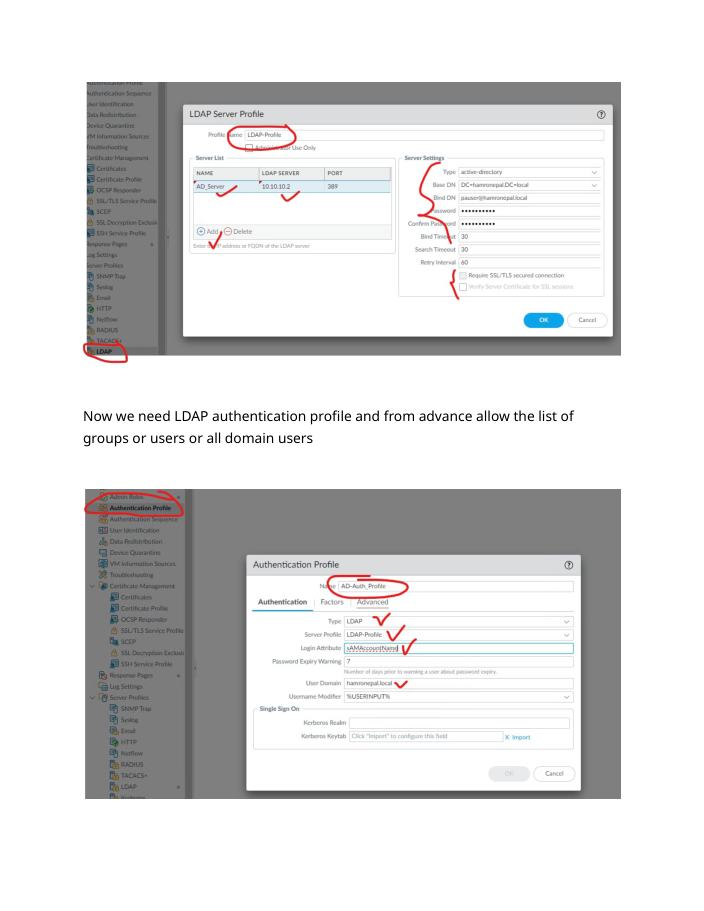 Authentication Sequence
User Identification
Data Redistribution
Device Quarantine
VM Information Sources
Troubleshooting
Certificate Management
Certificates
Certificate Profile
OCSP Responder
SSL/TLS Service Profile
SCEP
SSL Decryption Exclusi
SSH Service Profile
Response Pages
Log Settings
Server Profiles
SNMP Trap
Syslog
Email
HTTP
Netflow
RADIUS
TACACS+
LDAP
LDAP Server Profile
Profile Name LDAP-Profile
Administrator Use Only
Server List
NAME LDAP SERVER PORT
AD_Server 10.10.10.2 389
Add Delete
Enter the IP address or FQDN of the LDAP server
Server Settings
Type active-directory
Base DN DC=hamronepal,DC=local
Bind DN pauser@hamronepal.local
Password ••••••••••
Confirm Password ••••••••••
Bind Timeout 30
Search Timeout 30
Retry Interval 60
Require SSL/TLS secured connection
Verify Server Certificate for SSL sessions
OK Cancel
Now we need LDAP authentication profile and from advance allow the list of
groups or users or all domain users
Admin Roles
Authentication Profile
Authentication Sequence
User Identification
Data Redistribution
Device Quarantine
VM Information Sources
Troubleshooting
Certificate Management
Certificates
Certificate Profile
OCSP Responder
SSL/TLS Service Profile
SCEP
SSL Decryption Exclusi
SSH Service Profile
Response Pages
Log Settings
Server Profiles
SNMP Trap
Syslog
Email
HTTP
Netflow
RADIUS
TACACS+
LDAP
Authentication Profile
Name AD-Auth_Profile
Authentication Factors Advanced
Type LDAP
Server Profile LDAP-Profile
Login Attribute sAMAccountName
Password Expiry Warning 7
Number of days prior to warning a user about password expiry.
User Domain hamronepal.local
Username Modifier %USERINPUT%
Single Sign On
Kerberos Realm
Kerberos Keytab Click "Import" to configure this field X Import
OK Cancel